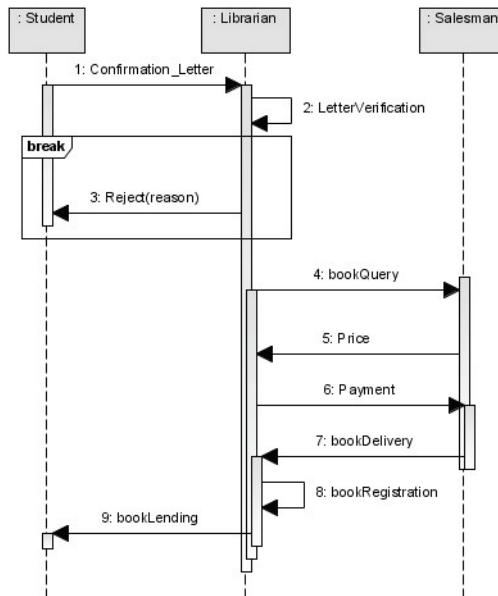 : Student
: Librarian
: Salesman
1: Confirmation_Letter
2: LetterVerification
break
3: Reject(reason)
4: bookQuery
5: Price
6: Payment
7: bookDelivery
8: bookRegistration
9: bookLending